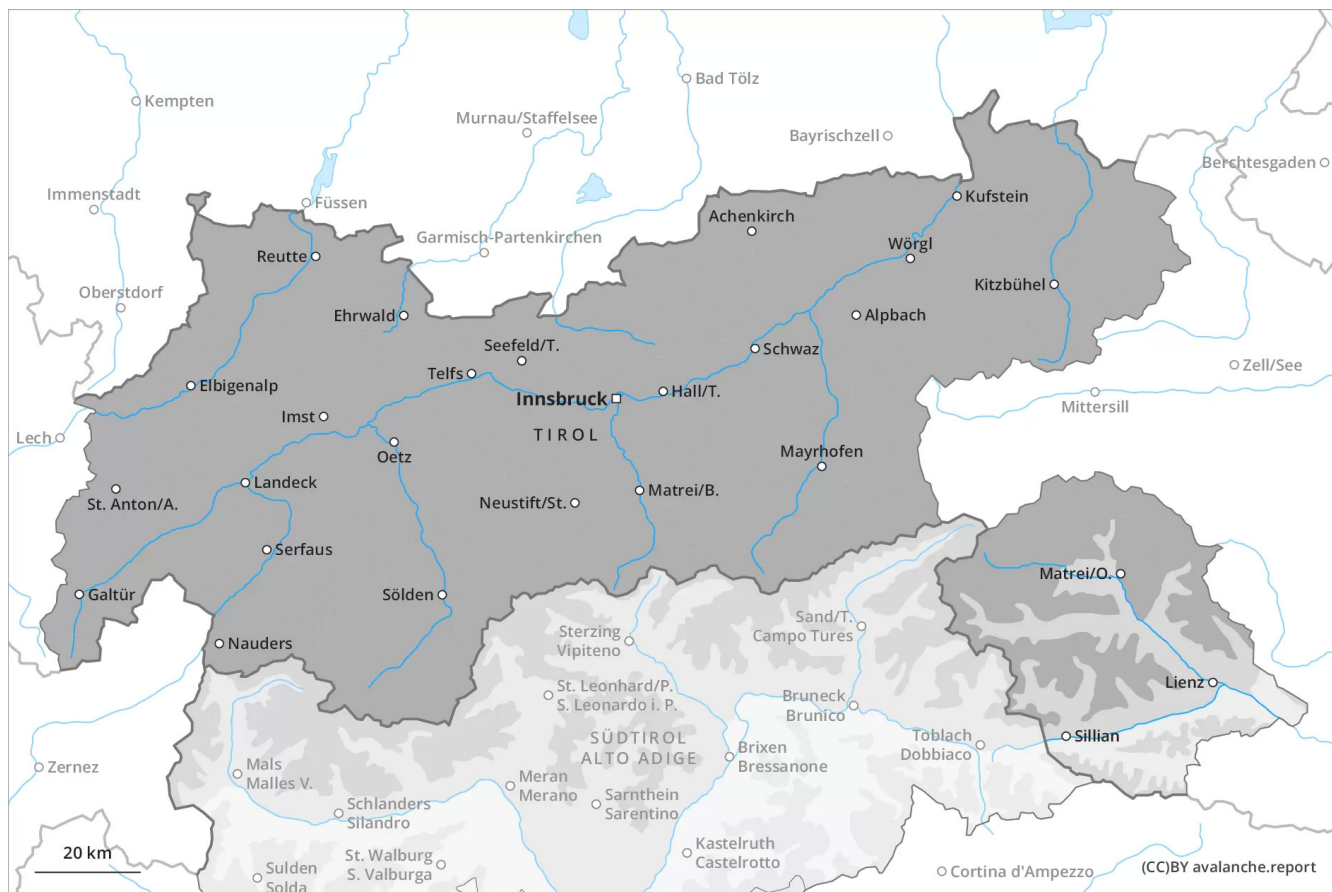 Bad Tölz
Kempten
Murnau/Staffelsee
Bayrischzell
Berchtesgaden
Immenstadt
Füssen
Kufstein
Achenkirch
Garmisch-Partenkirchen
Wörgl
Reutte
Kitzbühel
Oberstdorf
Ehrwald
Alpbach
Seefeld/T.
Schwaz
Zell/See
Telfs
Elbigenalp
Hall/T.
Innsbruck
Mittersill
Imst
TIROL
Lech
Oetz
Mayrhofen
Landeck
Matrei/B.
St. Anton/A.
Neustift/St.
Serfaus
Matrei/O.
Galtür
Sölden
Sand/T.
Campo Tures
Sterzing
Vipiteno
Nauders
Lienz
St. Leonhard/P.
S. Leonardo i. P.
Bruneck
Brunico
SÜDTIROL
ALTO ADIGE
Toblach
Dobbiaco
Sillian
Brixen
Bressanone
Zernez
Mals
Malles V.
Meran
Merano
Sarnthein
Sarentino
Schlanders
Silandro
Kastelruth
Castelrotto
20 km
St. Walburg
S. Valburga
Sulden
Solda
Cortina d'Ampezzo
(CC)BY avalanche.report